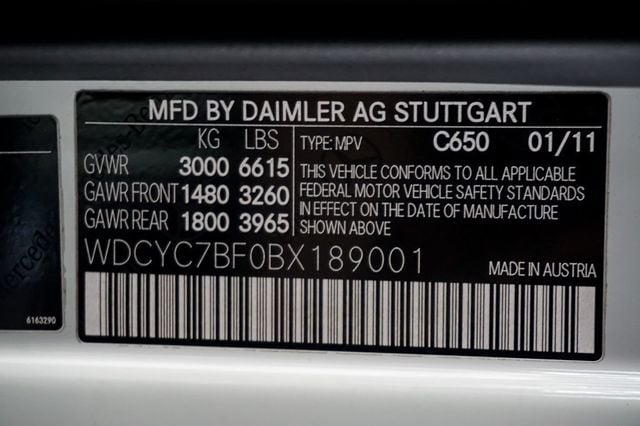 MFD BY DAIMLER AG STUTTGART
KG LBS TYPE: MPV C650 01/11
GVWR 3000 6615
GAWR FRONT 1480 3260
GAWR REAR 1800 3965
THIS VEHICLE CONFORMS TO ALL APPLICABLE
FEDERAL MOTOR VEHICLE SAFETY STANDARDS
IN EFFECT ON THE DATE OF MANUFACTURE
SHOWN ABOVE
WDCYC7BF0BX189001
MADE IN AUSTRIA
6163290